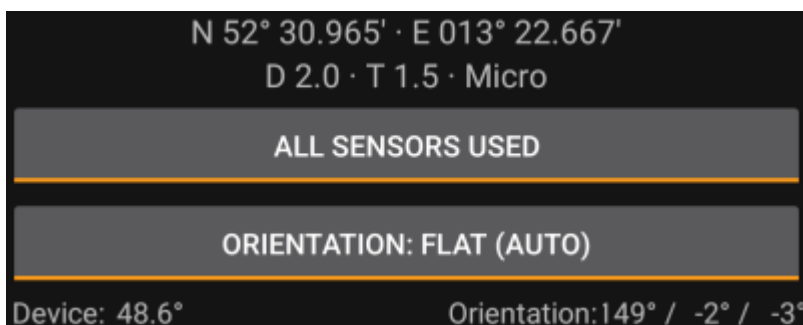 N 52° 30.965' · E 013° 22.667'
D 2.0 · T 1.5 · Micro
ALL SENSORS USED
ORIENTATION: FLAT (AUTO)
Device: 48.6° Orientation:149° / -2° / -3°